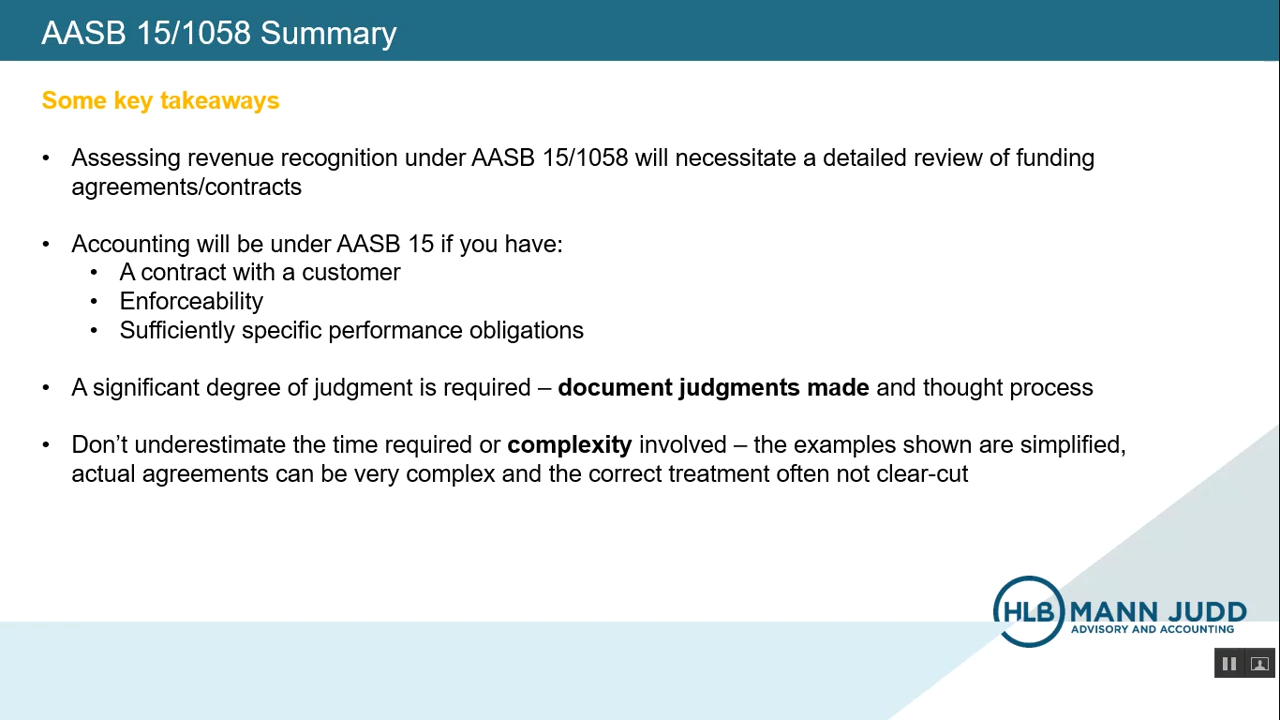 AASB 15/1058 Summary
Some key takeaways
• Assessing revenue recognition under AASB 15/1058 will necessitate a detailed review of funding
agreements/contracts
• Accounting will be under AASB 15 if you have:
• A contract with a customer
• Enforceability
• Sufficiently specific performance obligations
• A significant degree of judgment is required – document judgments made and thought process
• Don’t underestimate the time required or complexity involved – the examples shown are simplified,
actual agreements can be very complex and the correct treatment often not clear-cut
HLB MANN JUDD
ADVISORY AND ACCOUNTING